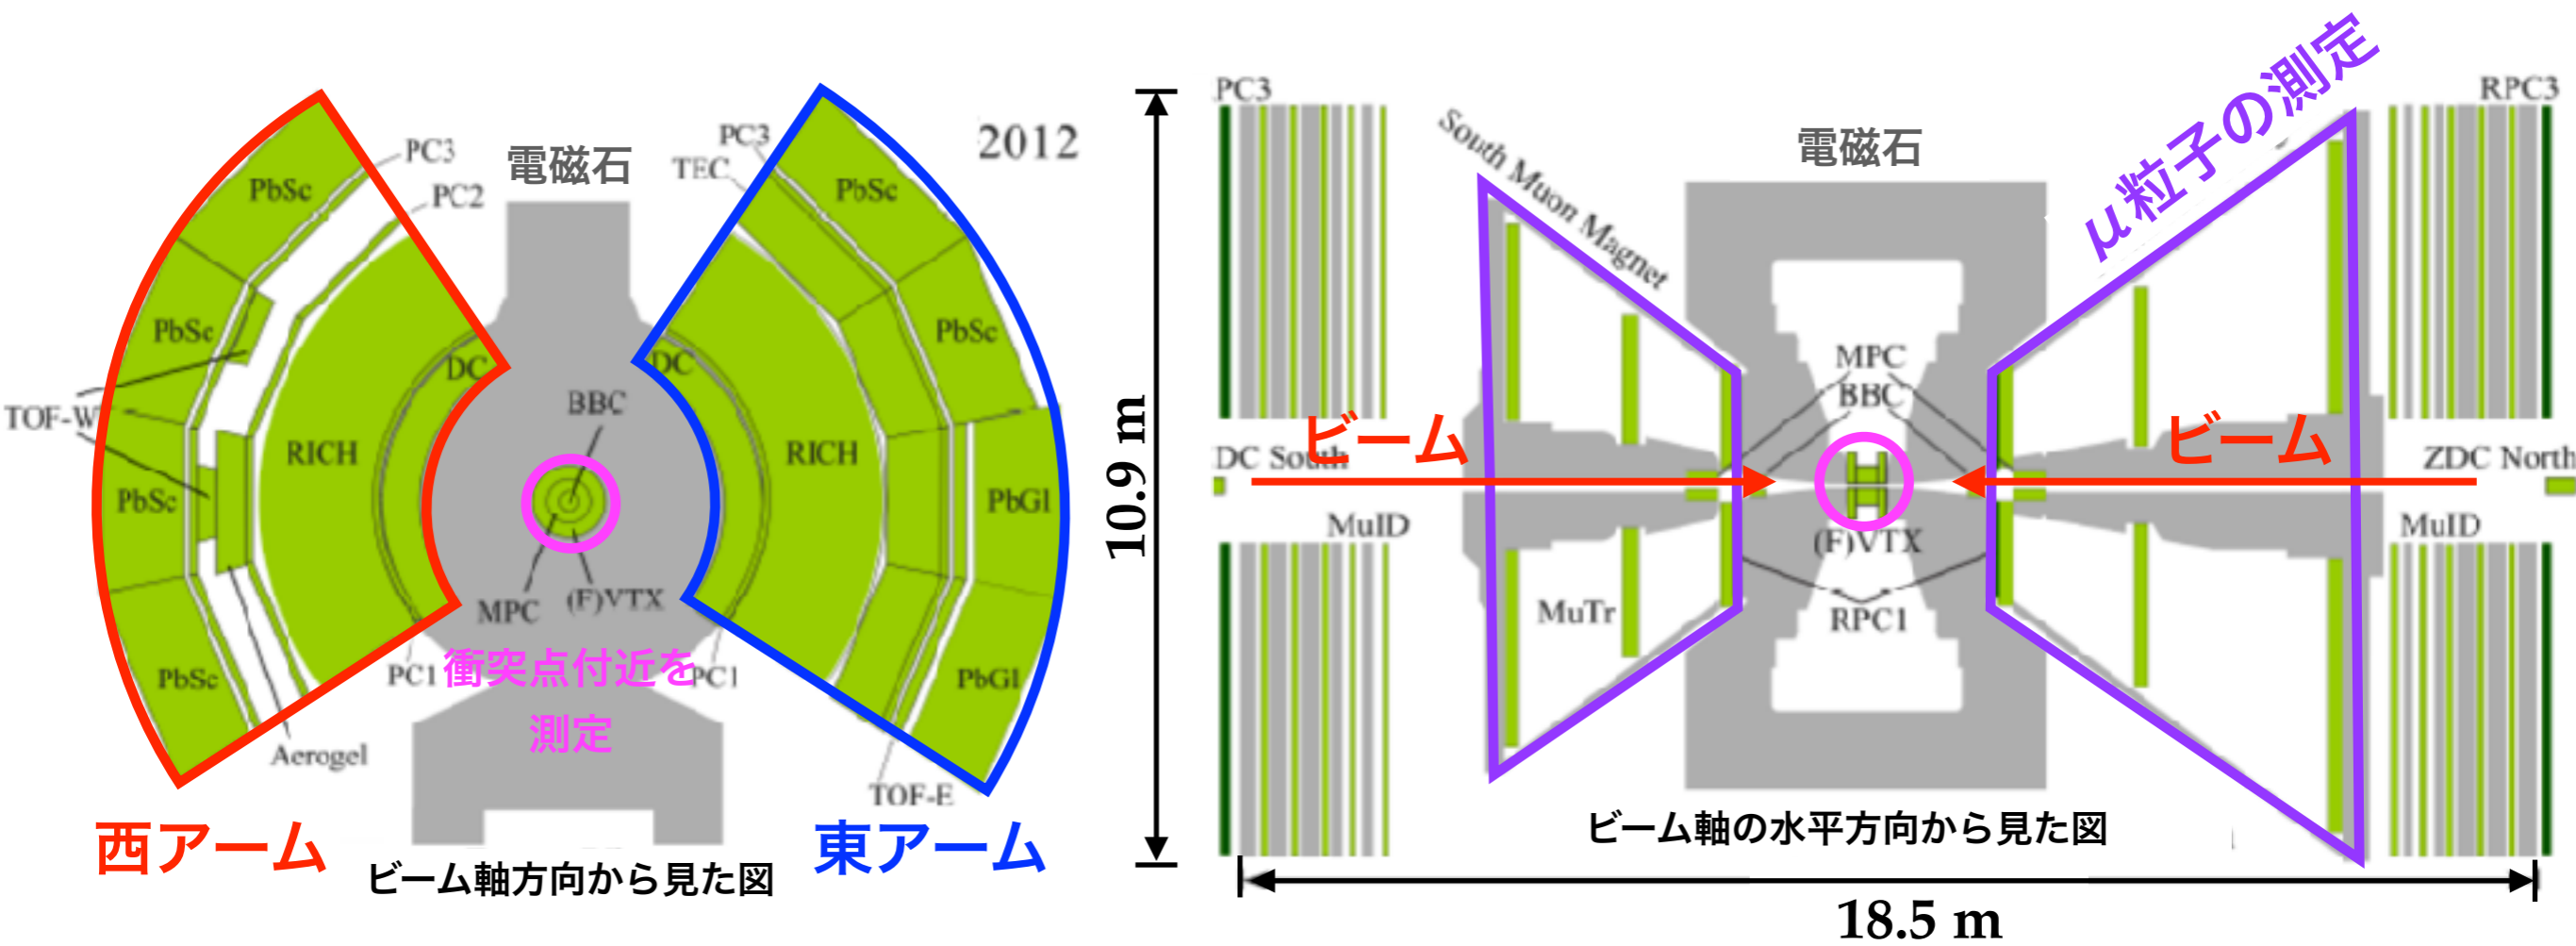 PC3
PC2
PbSc
PbSc
PbSc
PbSc
TOF-W
RICH
DC
PC1
Aerogel
西アーム
電磁石
BBC
MPC
(F)VTX
衝突点付近を
測定
ビーム軸方向から見た図
PC3
TEC
2012
PbSc
PbSc
PbGl
PbGl
DC
RICH
PC1
TOF-E
東アーム
10.9 m
PC3
South Muon Magnet
電磁石
μ粒子の測定
RPC3
MPC
BBC
ビーム
ビーム
DC South
ZDC North
MuID
(F)VTX
MuID
MuTr
RPC1
ビーム軸の水平方向から見た図
18.5 m